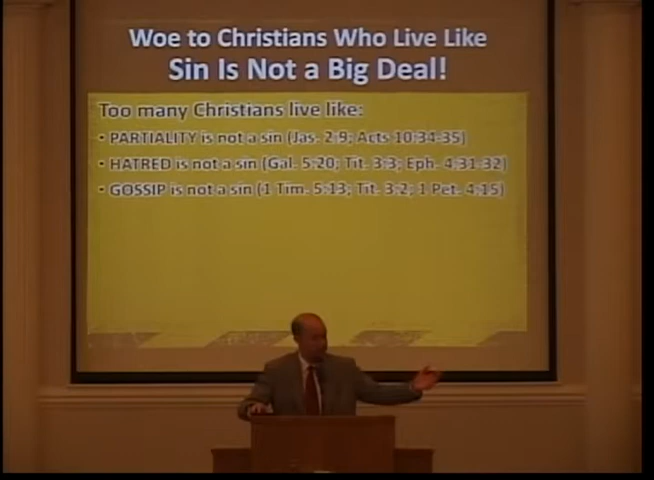 Woe to Christians Who Live Like
Sin Is Not a Big Deal!
Too many Christians live like:
• PARTIALITY is not a sin (Jas. 2:9; Acts 10:34-35)
• HATRED is not a sin (Gal. 5:20; Tit. 3:3; Eph. 4:31-32)
• GOSSIP is not a sin (1 Tim. 5:13; Tit. 3:2; 1 Pet. 4:15)